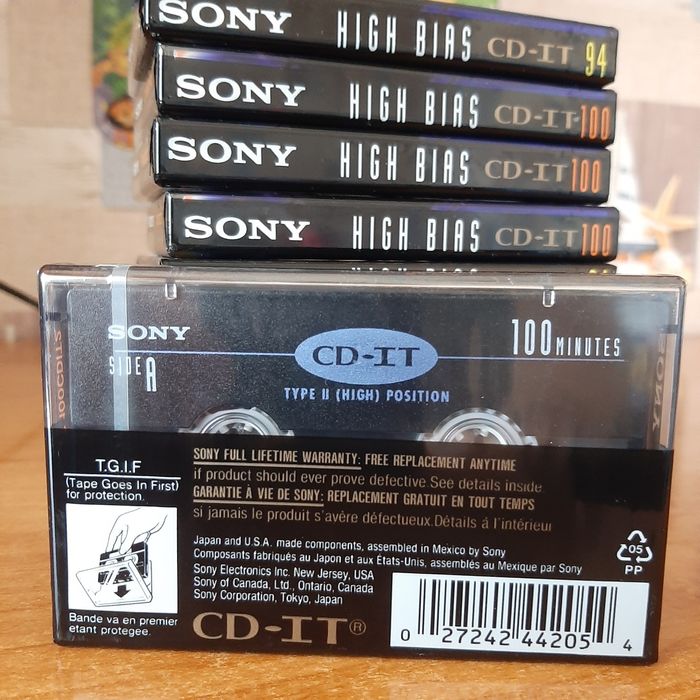 SONY HIGH BIAS CD-IT 94
SONY HIGH BIAS CD-IT 100
SONY HIGH BIAS CD-IT 100
SONY HIGH BIAS CD-IT 100
HIGH BIAS
SONY
SIDE A
CD-IT
100 MINUTES
TYPE II (HIGH) POSITION
100CDIT
SONY
T.G.I.F
(Tape Goes In First)
for protection.
Bande va en premier
etant protegee.
SONY FULL LIFETIME WARRANTY: FREE REPLACEMENT ANYTIME
if product should ever prove defective. See details inside.
GARANTIE À VIE DE SONY: REPLACEMENT GRATUIT EN TOUT TEMPS
si jamais le produit s'avère défectueux. Détails á l'intérieur
Japan and U.S.A. made components, assembled in Mexico by Sony
Composants fabriqués au Japon et aux États-Unis, assemblés au Mexique par Sony
Sony Electronics Inc. New Jersey, USA
Sony of Canada, Ltd., Ontario, Canada
Sony Corporation, Tokyo, Japan
CD-IT®
05
PP
0 27242 44205 4